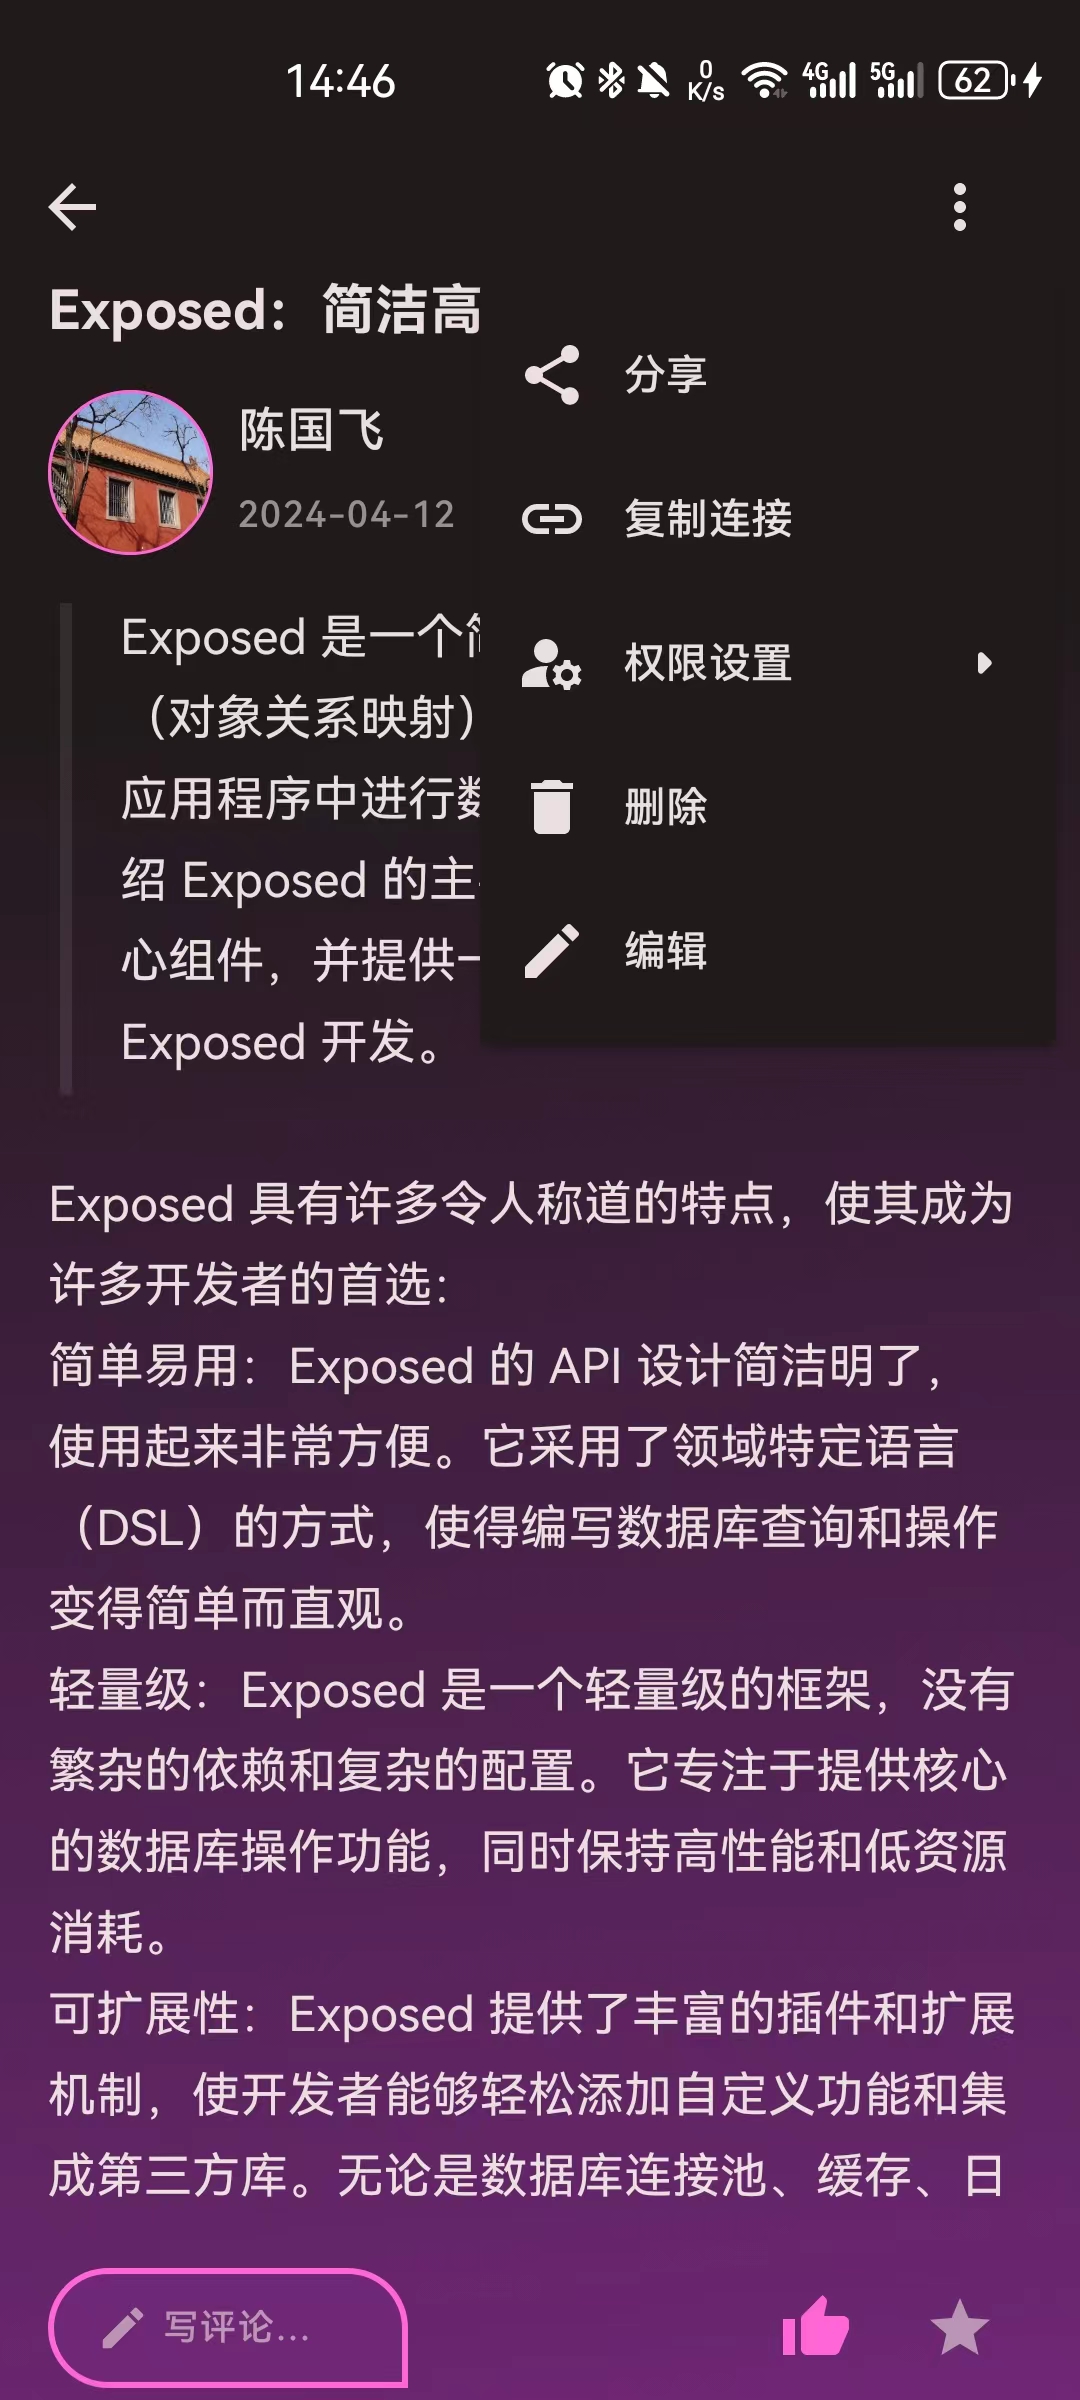 14:46
0 K/s
4G
5G
62
Exposed：简洁高
陈国飞
2024-04-12
分享
复制连接
权限设置
删除
编辑
Exposed 是一个
（对象关系映射）
应用程序中进行
绍 Exposed 的主
心组件，并提供一
Exposed 开发。
Exposed 具有许多令人称道的特点，使其成为
许多开发者的首选：
简单易用：Exposed 的 API 设计简洁明了，
使用起来非常方便。它采用了领域特定语言
（DSL）的方式，使得编写数据库查询和操作
变得简单而直观。
轻量级：Exposed 是一个轻量级的框架，没有
繁杂的依赖和复杂的配置。它专注于提供核心
的数据库操作功能，同时保持高性能和低资源
消耗。
可扩展性：Exposed 提供了丰富的插件和扩展
机制，使开发者能够轻松添加自定义功能和集
成第三方库。无论是数据库连接池、缓存、日
写评论...